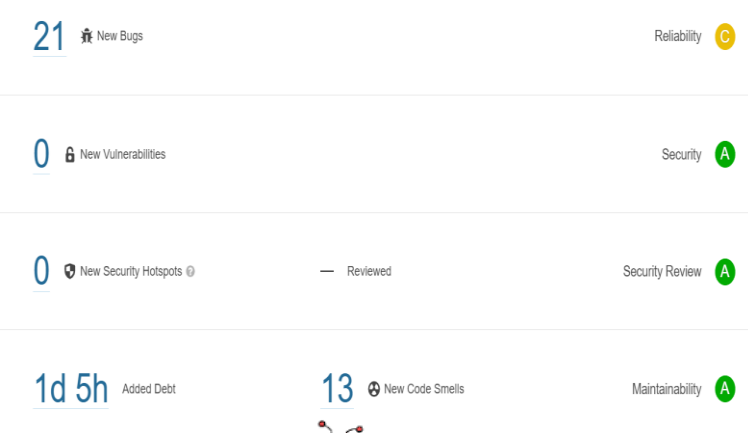 21 New Bugs Reliability C
0 New Vulnerabilities Security A
0 New Security Hotspots ? — Reviewed Security Review A
1d 5h Added Debt 13 New Code Smells Maintainability A